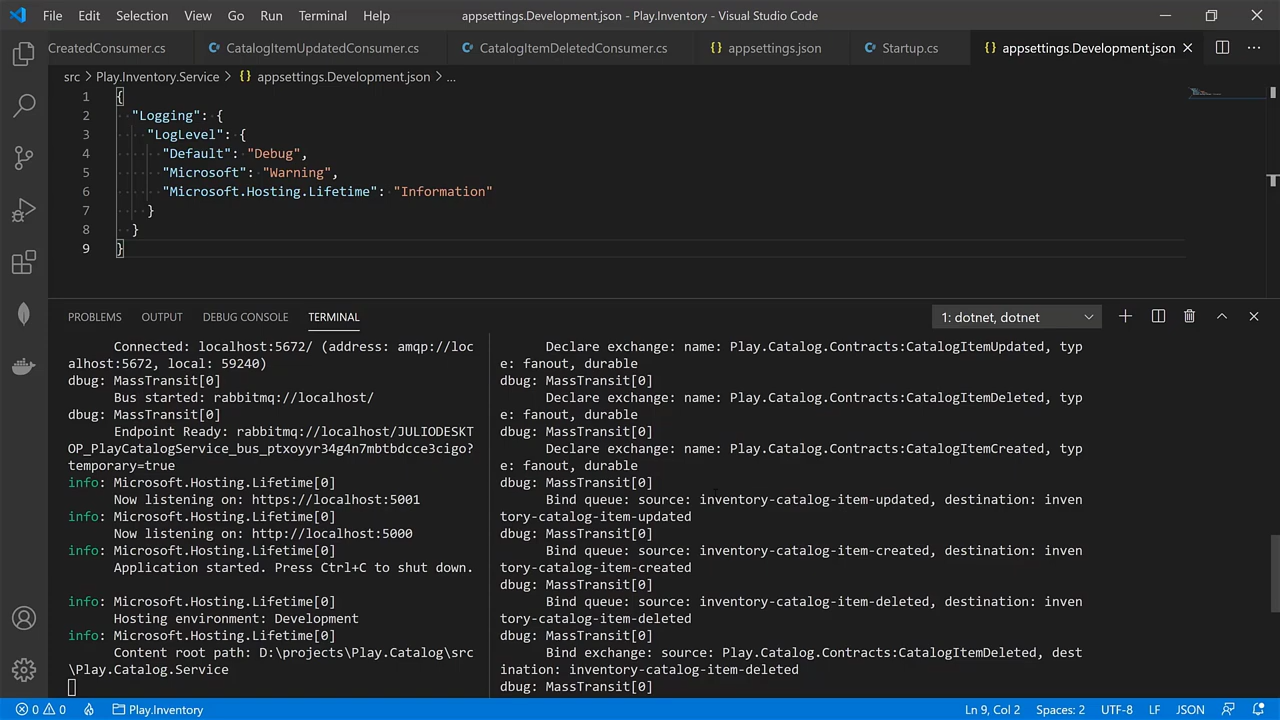 File Edit Selection View Go Run Terminal Help appsettings.Development.json - Play.Inventory - Visual Studio Code
CreatedConsumer.cs CatalogItemUpdatedConsumer.cs CatalogItemDeletedConsumer.cs {} appsettings.json Startup.cs {} appsettings.Development.json
src > Play.Inventory.Service > {} appsettings.Development.json > ...
1 {
2 "Logging": {
3 "LogLevel": {
4 "Default": "Debug",
5 "Microsoft": "Warning",
6 "Microsoft.Hosting.Lifetime": "Information"
7 }
8 }
9 }
PROBLEMS OUTPUT DEBUG CONSOLE TERMINAL 1: dotnet, dotnet
Connected: localhost:5672/ (address: amqp://loc
alhost:5672, local: 59240)
dbug: MassTransit[0]
Bus started: rabbitmq://localhost/
dbug: MassTransit[0]
Endpoint Ready: rabbitmq://localhost/JULIODESKT
OP_PlayCatalogService_bus_ptxoyyr34g4n7mbtbdcce3cigo?
temporary=true
info: Microsoft.Hosting.Lifetime[0]
Now listening on: https://localhost:5001
info: Microsoft.Hosting.Lifetime[0]
Now listening on: http://localhost:5000
info: Microsoft.Hosting.Lifetime[0]
Application started. Press Ctrl+C to shut down.
info: Microsoft.Hosting.Lifetime[0]
Hosting environment: Development
info: Microsoft.Hosting.Lifetime[0]
Content root path: D:\projects\Play.Catalog\src
\Play.Catalog.Service
Declare exchange: name: Play.Catalog.Contracts:CatalogItemUpdated, typ
e: fanout, durable
dbug: MassTransit[0]
Declare exchange: name: Play.Catalog.Contracts:CatalogItemDeleted, typ
e: fanout, durable
dbug: MassTransit[0]
Declare exchange: name: Play.Catalog.Contracts:CatalogItemCreated, typ
e: fanout, durable
dbug: MassTransit[0]
Bind queue: source: inventory-catalog-item-updated, destination: inven
tory-catalog-item-updated
dbug: MassTransit[0]
Bind queue: source: inventory-catalog-item-created, destination: inven
tory-catalog-item-created
dbug: MassTransit[0]
Bind queue: source: inventory-catalog-item-deleted, destination: inven
tory-catalog-item-deleted
dbug: MassTransit[0]
Bind exchange: source: Play.Catalog.Contracts:CatalogItemDeleted, dest
ination: inventory-catalog-item-deleted
dbug: MassTransit[0]
0 0 Play.Inventory Ln 9, Col 2 Spaces: 2 UTF-8 LF JSON